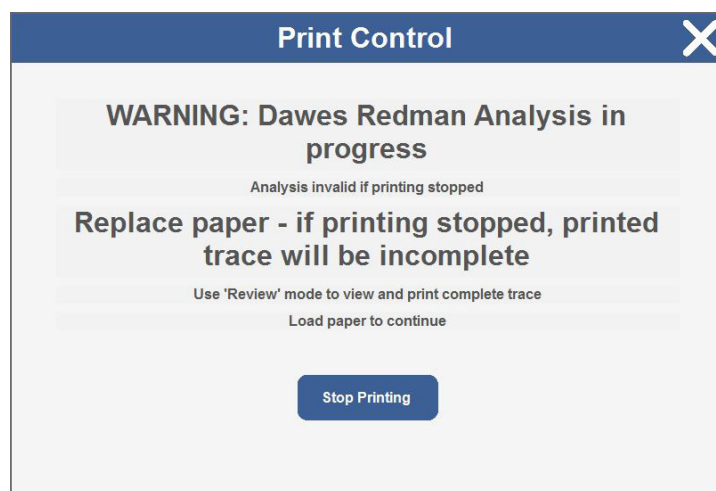 Print Control
WARNING: Dawes Redman Analysis in
progress
Analysis invalid if printing stopped
Replace paper - if printing stopped, printed
trace will be incomplete
Use 'Review' mode to view and print complete trace
Load paper to continue
Stop Printing